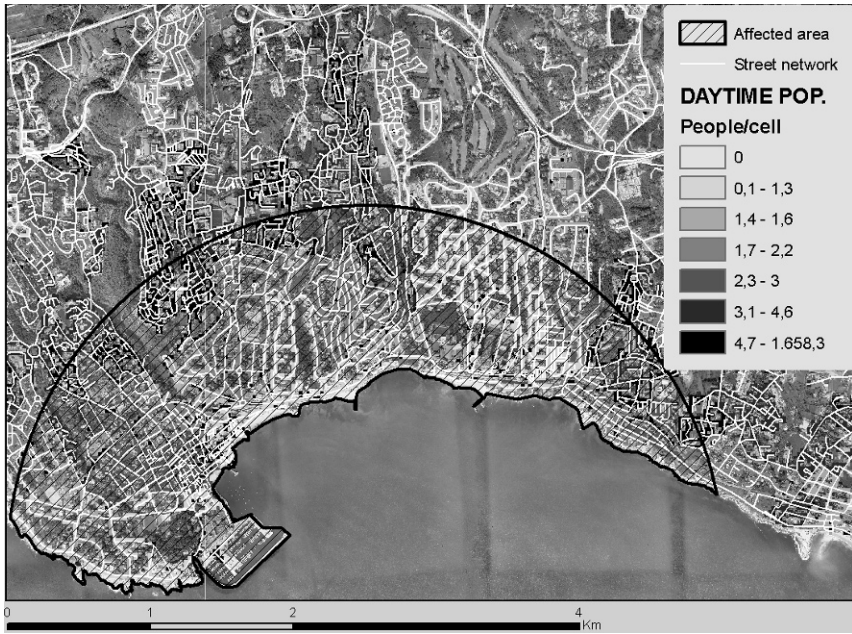 Affected area
Street network
DAYTIME POP.
People/cell
0
0,1 - 1,3
1,4 - 1,6
1,7 - 2,2
2,3 - 3
3,1 - 4,6
4,7 - 1.658,3
0 1 2 4
Km